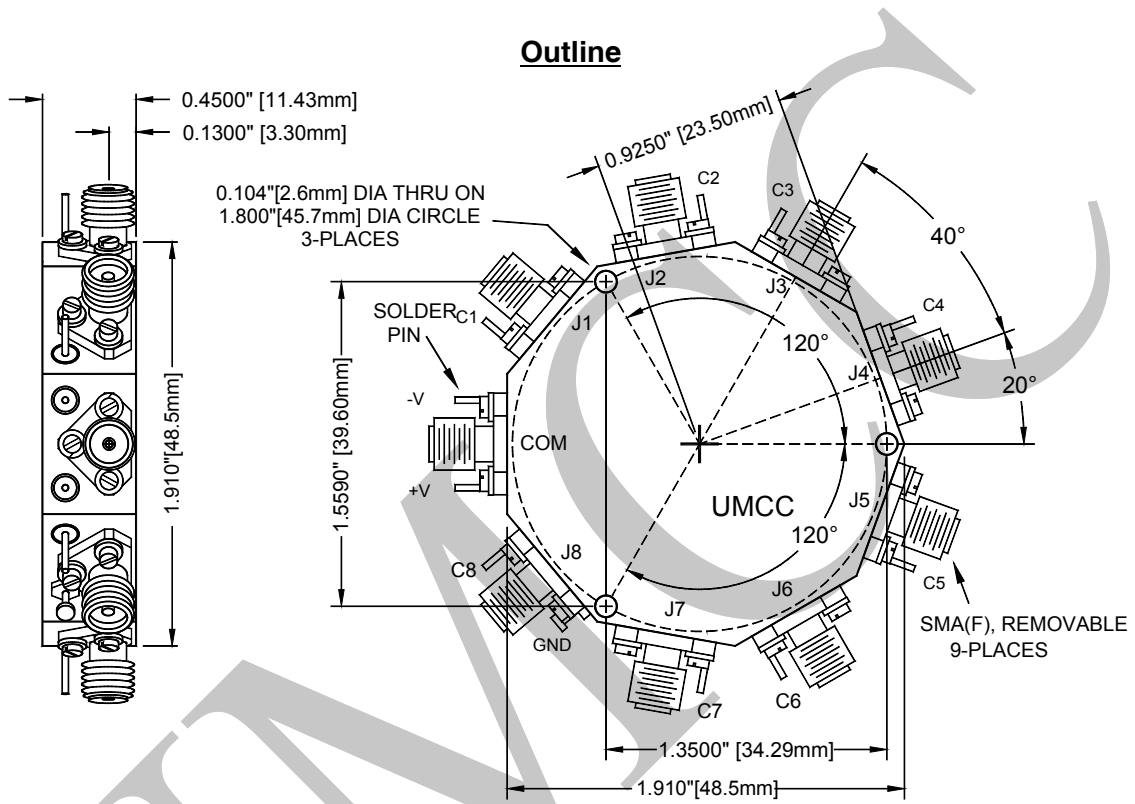 Outline
0.4500" [11.43mm]
0.1300" [3.30mm]
0.9250" [23.50mm]
0.104"[2.6mm] DIA THRU ON
1.800"[45.7mm] DIA CIRCLE
3-PLACES
C2
C3
40°
J2
J3
SOLDER
PIN
C1
J1
C4
120°
J4
20°
-V
COM
+V
1.910"[48.5mm]
1.5590" [39.60mm]
UMCC
120°
J5
J8
C8
J7
J6
C5
GND
SMA(F), REMOVABLE
9-PLACES
C6
C7
1.3500" [34.29mm]
1.910"[48.5mm]